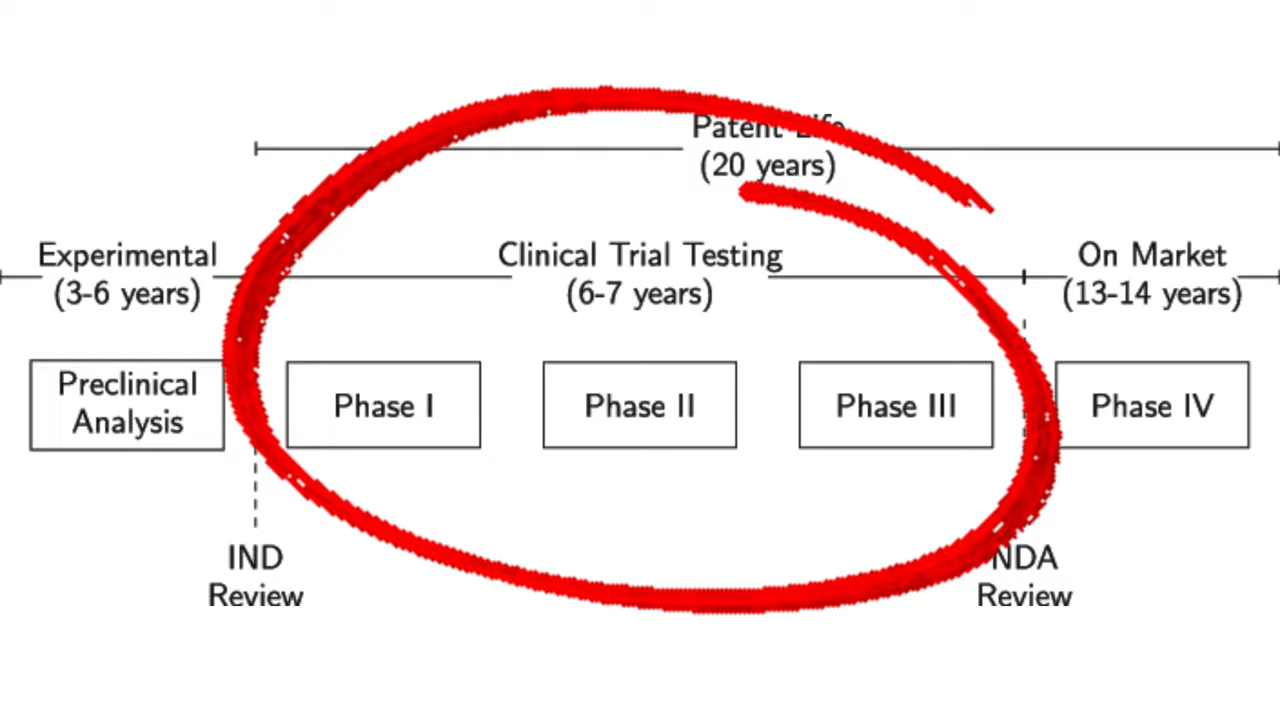 Patent Life
(20 years)
Experimental
(3-6 years)
Clinical Trial Testing
(6-7 years)
On Market
(13-14 years)
Preclinical
Analysis
Phase I
Phase II
Phase III
Phase IV
IND
Review
NDA
Review